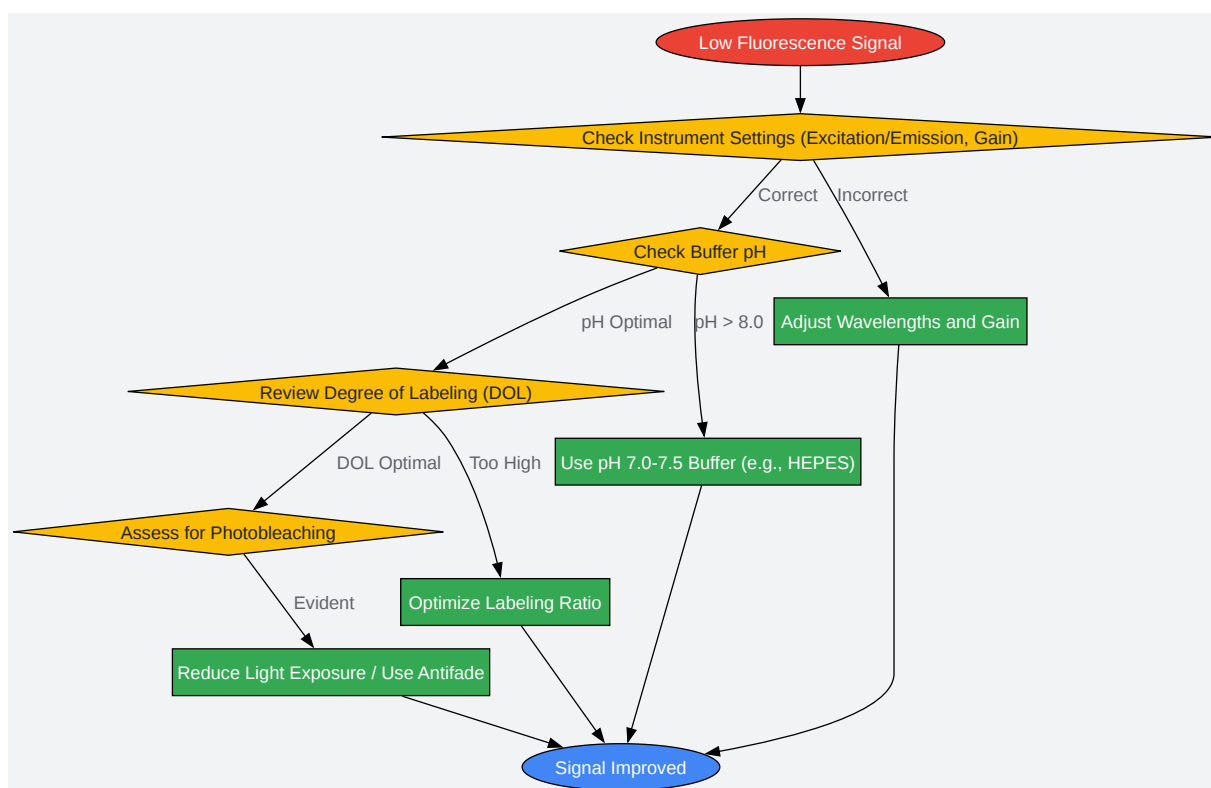 Low Fluorescence Signal
Check Instrument Settings (Excitation/Emission, Gain)
Correct
Incorrect
Check Buffer pH
pH Optimal
pH > 8.0
Adjust Wavelengths and Gain
Review Degree of Labeling (DOL)
DOL Optimal
Too High
Use pH 7.0-7.5 Buffer (e.g., HEPES)
Assess for Photobleaching
Evident
Optimize Labeling Ratio
Reduce Light Exposure / Use Antifade
Signal Improved